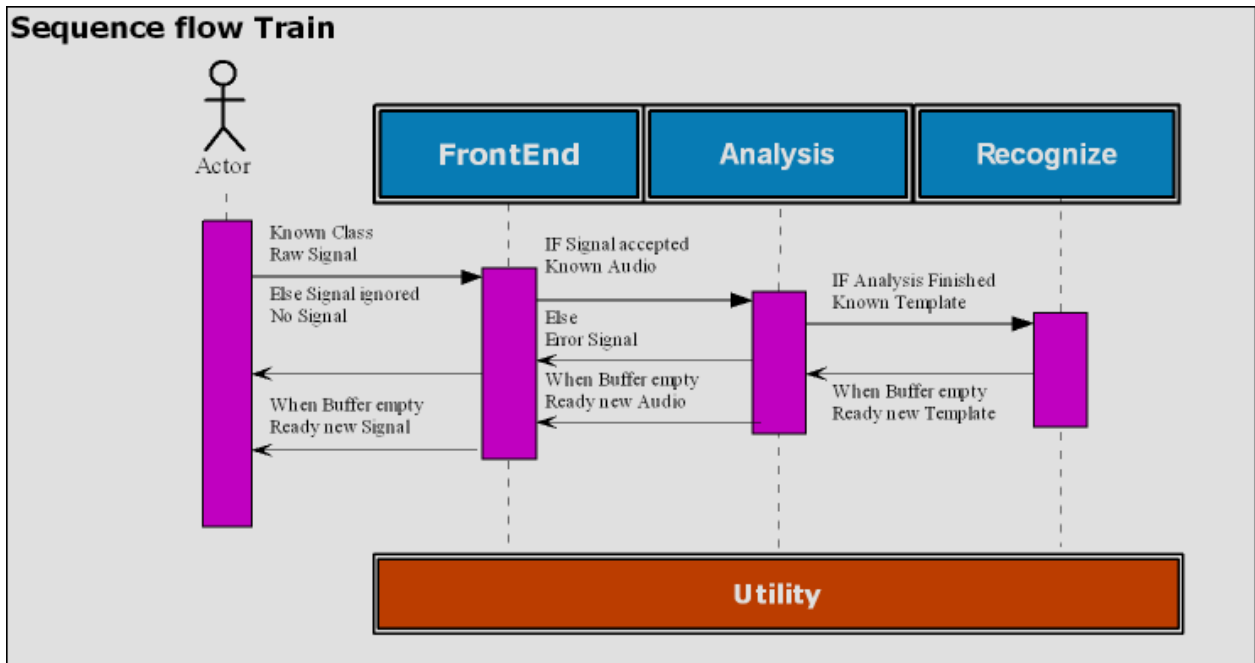 Sequence flow Train
Actor
FrontEnd
Analysis
Recognize
Known Class
Raw Signal
Else Signal ignored
No Signal
When Buffer empty
Ready new Signal
IF Signal accepted
Known Audio
Else
Error Signal
When Buffer empty
Ready new Audio
IF Analysis Finished
Known Template
When Buffer empty
Ready new Template
Utility